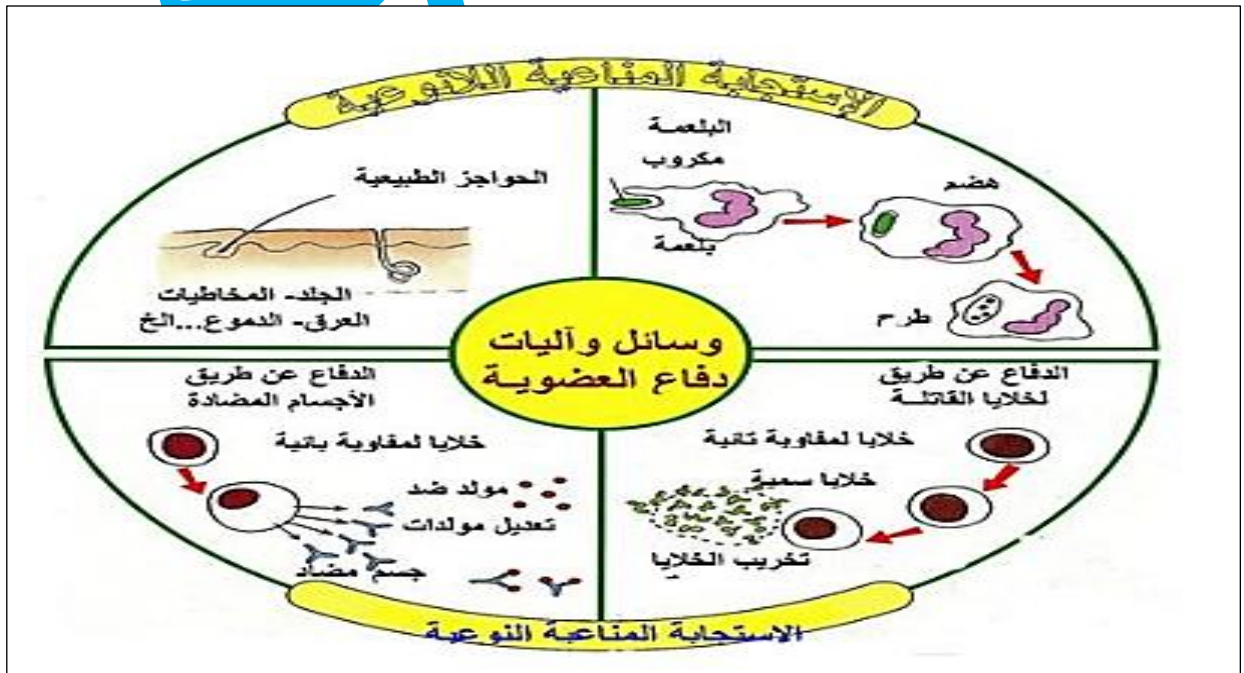 الإستجابة المناعية اللانوعية
البلعمة
مكروب
هضم
بلعمة
طرح
الحواجز الطبيعية
الجلد- المخاطيات
العرق- الدموع...الخ
وسائل وآليات
دفاع العضوية
الدفاع عن طريق
لخلايا القاتلة
خلايا لمفاوية تائية
خلايا سمية
تخريب الخلايا
الدفاع عن طريق
الأجسام المضادة
خلايا لمفاوية بائية
مولد ضد
تعديل مولدات
جسم مضاد
الاستجابة المناعية النوعية